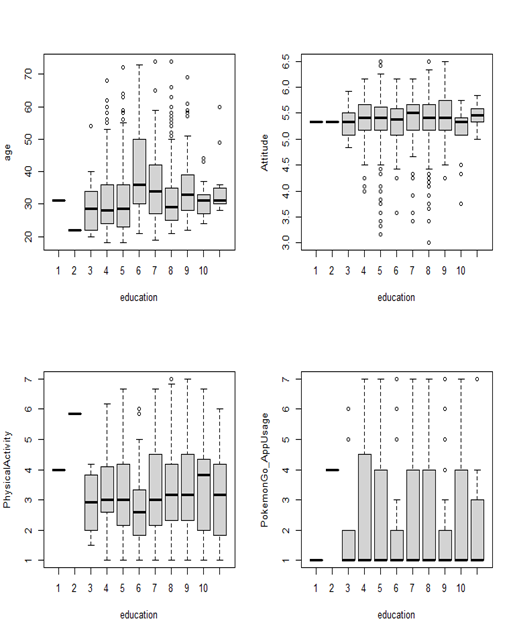 age
20 30 40 50 60 70
1 2 3 4 5 6 7 8 9 10
education
Attitude
3.0 3.5 4.0 4.5 5.0 5.5 6.0 6.5
1 2 3 4 5 6 7 8 9 10
education
PhysicalActivity
1 2 3 4 5 6 7
1 2 3 4 5 6 7 8 9 10
education
PokemonGo_AppUsage
1 2 3 4 5 6 7
1 2 3 4 5 6 7 8 9 10
education